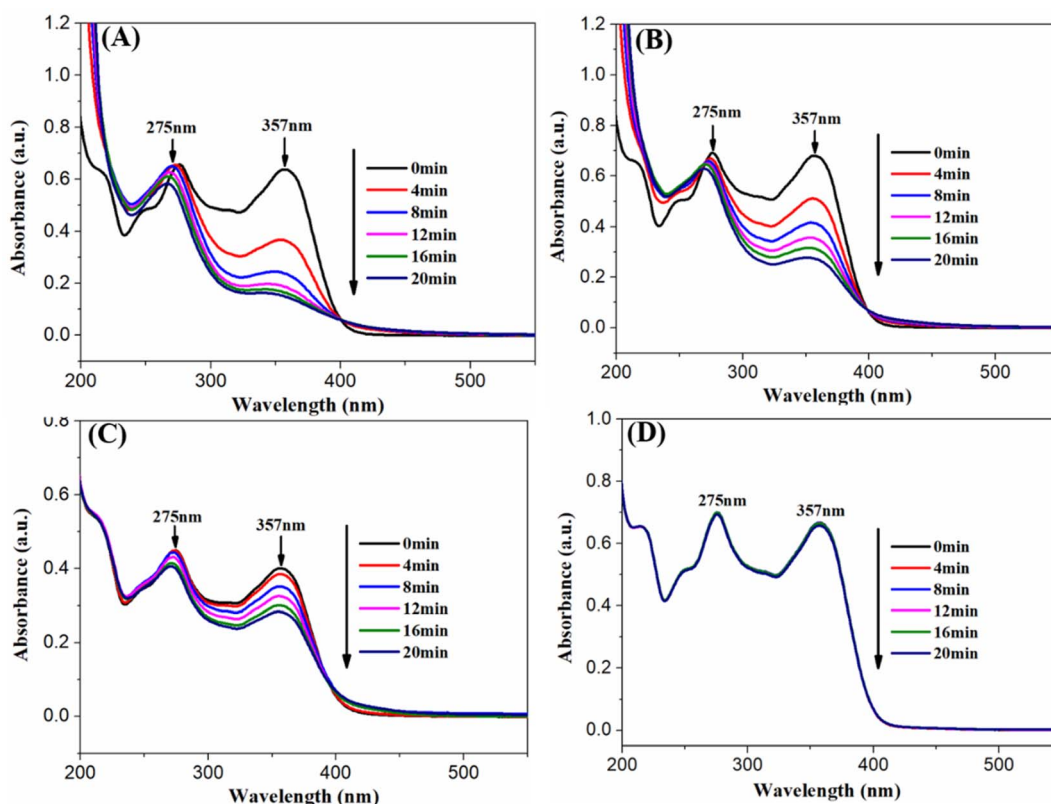 (A)
1.2
1.0
0.8
0.6
0.4
0.2
0.0
Absorbance (a.u.)
275nm
357nm
0min
4min
8min
12min
16min
20min
200 300 400 500
Wavelength (nm)
(B)
1.2
1.0
0.8
0.6
0.4
0.2
0.0
Absorbance (a.u.)
275nm
357nm
0min
4min
8min
12min
16min
20min
200 300 400 500
Wavelength (nm)
(C)
0.8
0.6
0.4
0.2
0.0
Absorbance (a.u.)
275nm
357nm
0min
4min
8min
12min
16min
20min
200 300 400 500
Wavelength (nm)
(D)
1.0
0.8
0.6
0.4
0.2
0.0
Absorbance (a.u.)
275nm
357nm
0min
4min
8min
12min
16min
20min
200 300 400 500
Wavelength (nm)